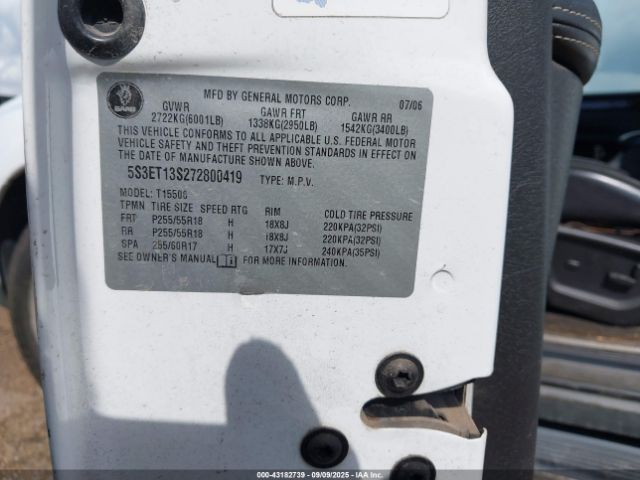 MFD BY GENERAL MOTORS CORP. 07/06
GVWR GAWR FRT GAWR RR
2722KG(6001LB) 1338KG(2950LB) 1542KG(3400LB)
THIS VEHICLE CONFORMS TO ALL APPLICABLE U.S. FEDERAL MOTOR
VEHICLE SAFETY AND THEFT PREVENTION STANDARDS IN EFFECT ON
THE DATE OF MANUFACTURE SHOWN ABOVE.
5S3ET13S272800419 TYPE: M.P.V.
MODEL: T15506
TPMN TIRE SIZE SPEED RTG RIM COLD TIRE PRESSURE
FRT P255/55R18 H 18X8J 220KPA(32PSI)
RR P255/55R18 H 18X8J 220KPA(32PSI)
SPA 255/60R17 H 17X7J 240KPA(35PSI)
SEE OWNER'S MANUAL FOR MORE INFORMATION.
SAAB
000-43182739 - 09/09/2025 - IAAI.COM